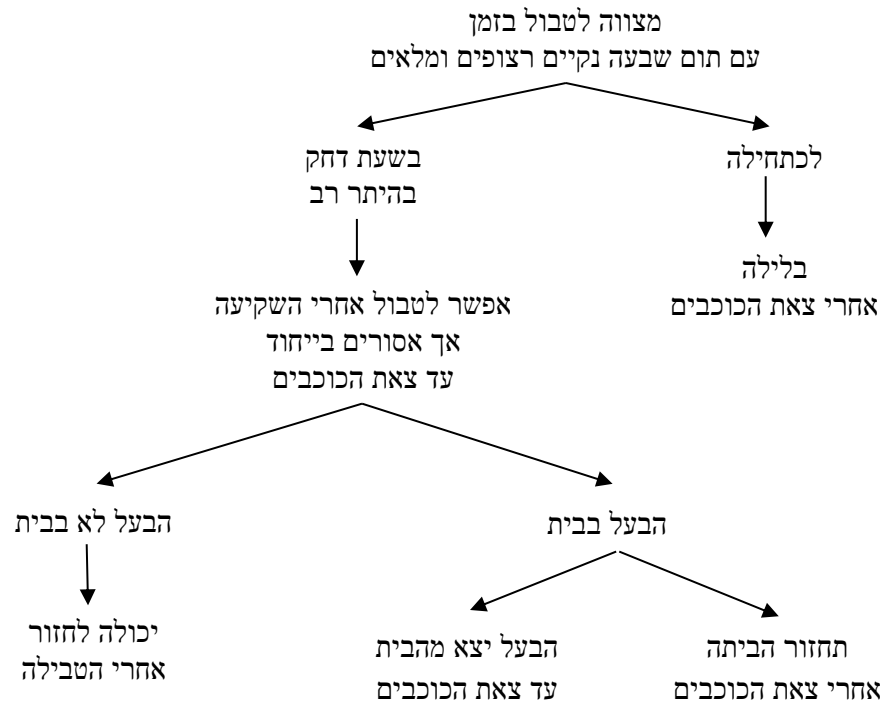 מצווה לטבול בזמן
עם תום שבעה נקיים רצופים ומלאים
לכתחילה
בלילה
אחרי צאת הכוכבים
בשעת דחק
בהיתר רב
אפשר לטבול אחרי השקיעה
אך אסורים בייחוד
עד צאת הכוכבים
הבעל בבית
תחזור הביתה
אחרי צאת הכוכבים
הבעל יצא מהבית
עד צאת הכוכבים
הבעל לא בבית
יכולה לחזור
אחרי הטבילה